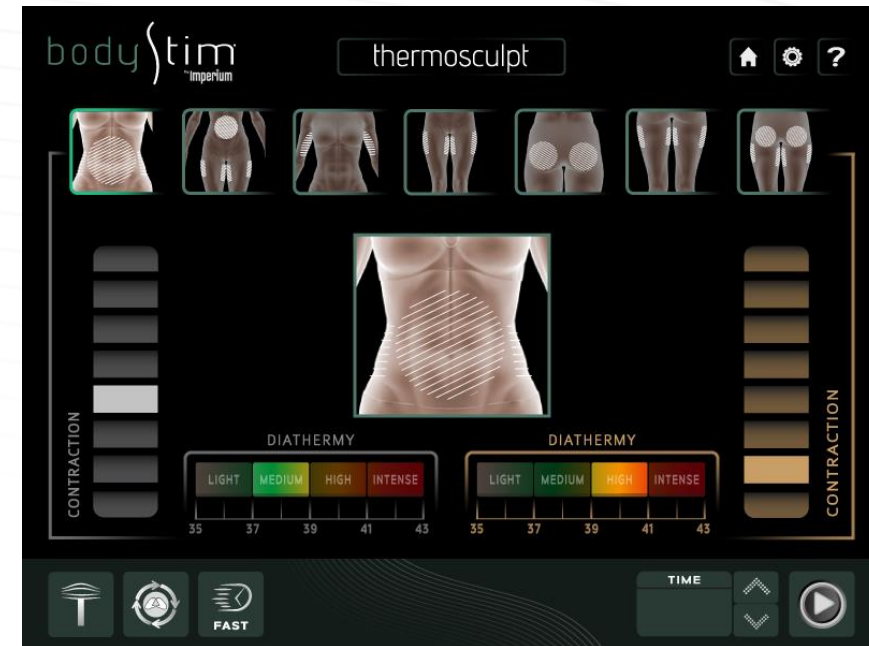 bodyStim
by Imperium
thermosculpt
?
CONTRACTION
DIATHERMY
LIGHT MEDIUM HIGH INTENSE
35 37 39 41 43
DIATHERMY
LIGHT MEDIUM HIGH INTENSE
35 37 39 41 43
CONTRACTION
FAST
TIME